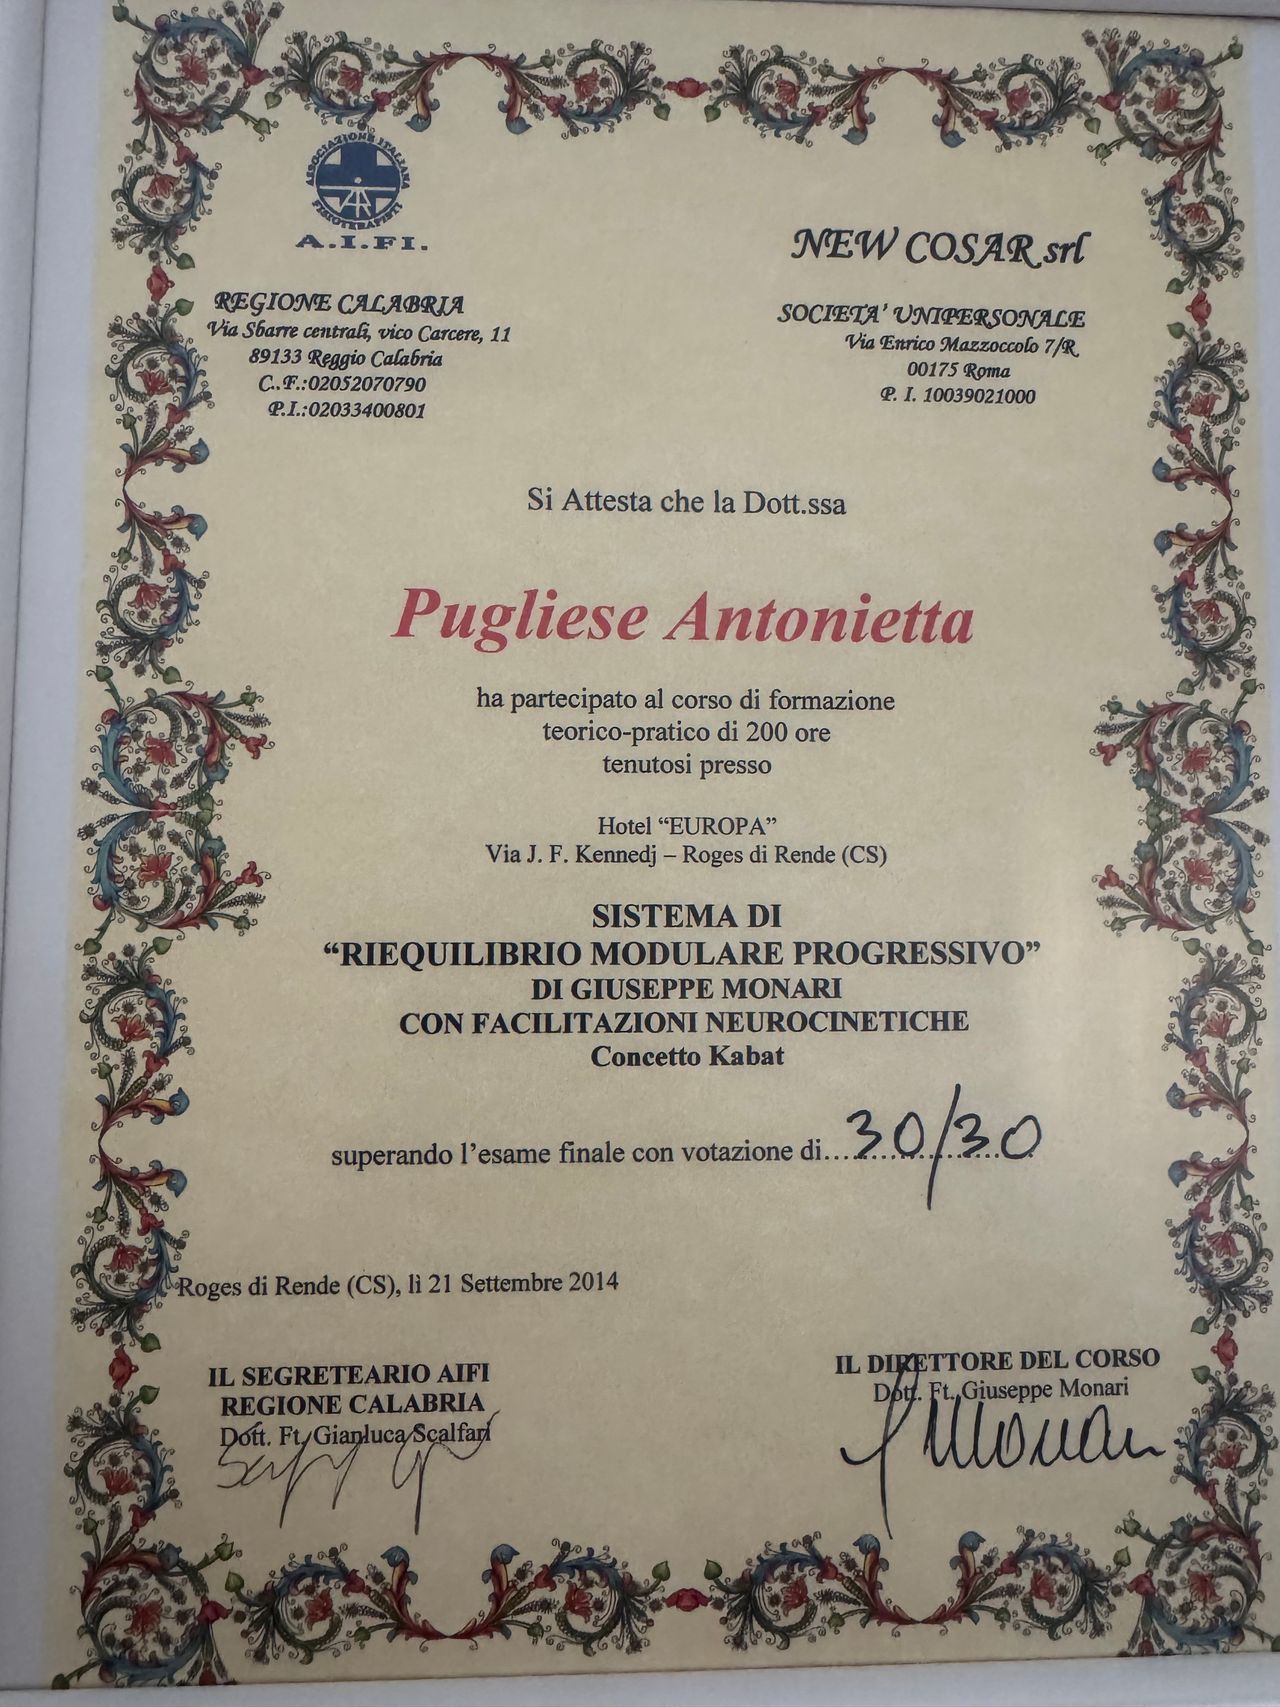 ASSOCIAZIONE ITALIANA
FISIOTERAPISTI
A.I.FI.
REGIONE CALABRIA
Via Sbarre centrali, vico Carcere, 11
89133 Reggio Calabria
C..F.:02052070790
P.I.:02033400801
NEW COSAR srl
SOCIETA' UNIPERSONALE
Via Enrico Mazzoccolo 7/R
00175 Roma
P. I. 10039021000
Si Attesta che la Dott.ssa
Pugliese Antonietta
ha partecipato al corso di formazione
teorico-pratico di 200 ore
tenutosi presso
Hotel “EUROPA”
Via J. F. Kennedj – Roges di Rende (CS)
SISTEMA DI
“RIEQUILIBRIO MODULARE PROGRESSIVO”
DI GIUSEPPE MONARI
CON FACILITAZIONI NEUROCINETICHE
Concetto Kabat
superando l’esame finale con votazione di.... 30/30
Roges di Rende (CS), lì 21 Settembre 2014
IL SEGRETEARIO AIFI
REGIONE CALABRIA
Dott. Ft. Gianluca Scalfari
IL DIRETTORE DEL CORSO
Dott. Ft. Giuseppe Monari